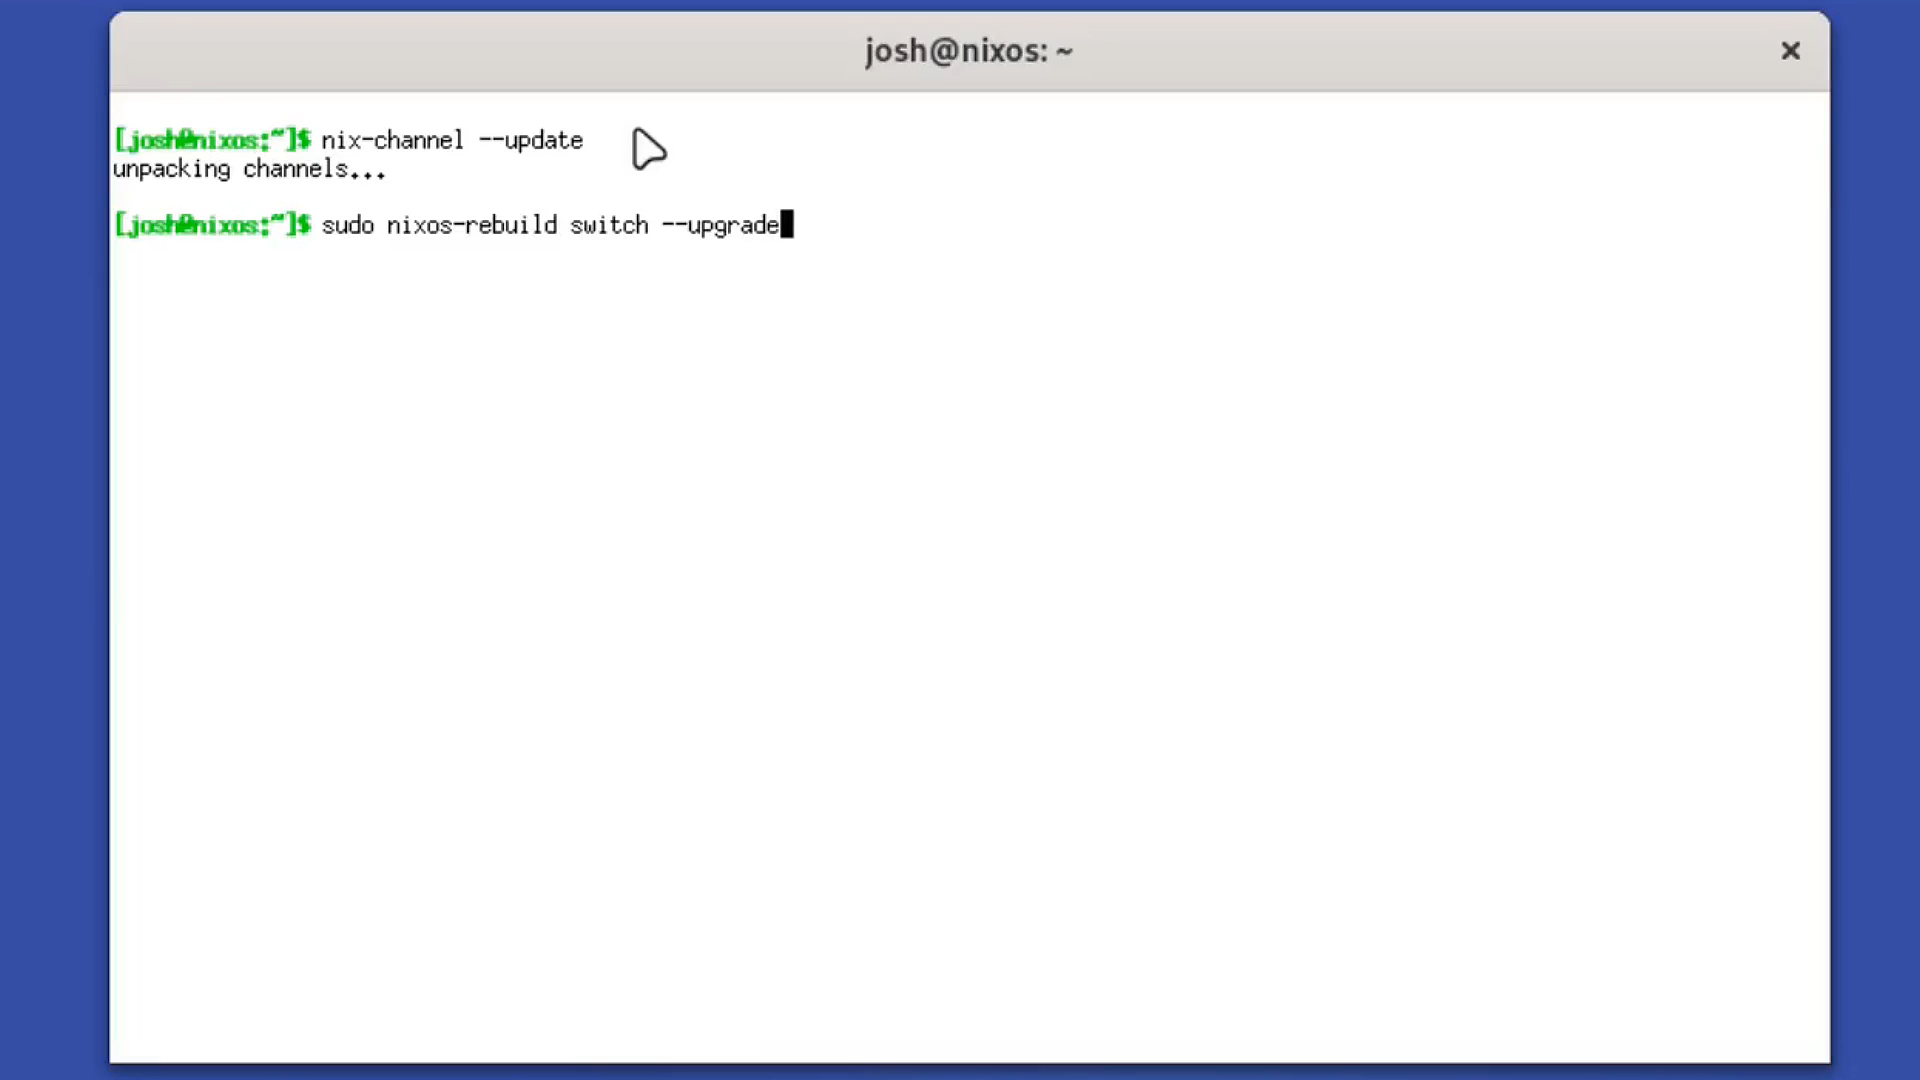 josh@nixos: ~
[josh@nixos:~]$ nix-channel --update
unpacking channels...
[josh@nixos:~]$ sudo nixos-rebuild switch --upgrade